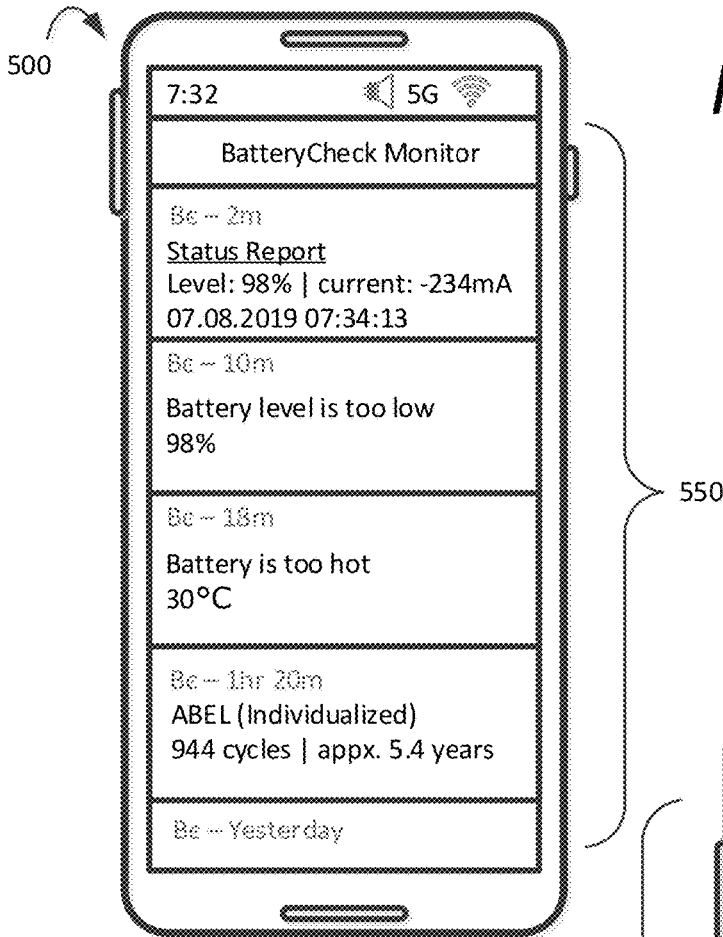 500
7:32 5G
BatteryCheck Monitor
Bc – 2m
Status Report
Level: 98% | current: -234mA
07.08.2019 07:34:13
Bc – 10m
Battery level is too low
98%
Bc – 18m
Battery is too hot
30°C
Bc – 1hr 20m
ABEL (Individualized)
944 cycles | appx. 5.4 years
Bc – Yesterday
550